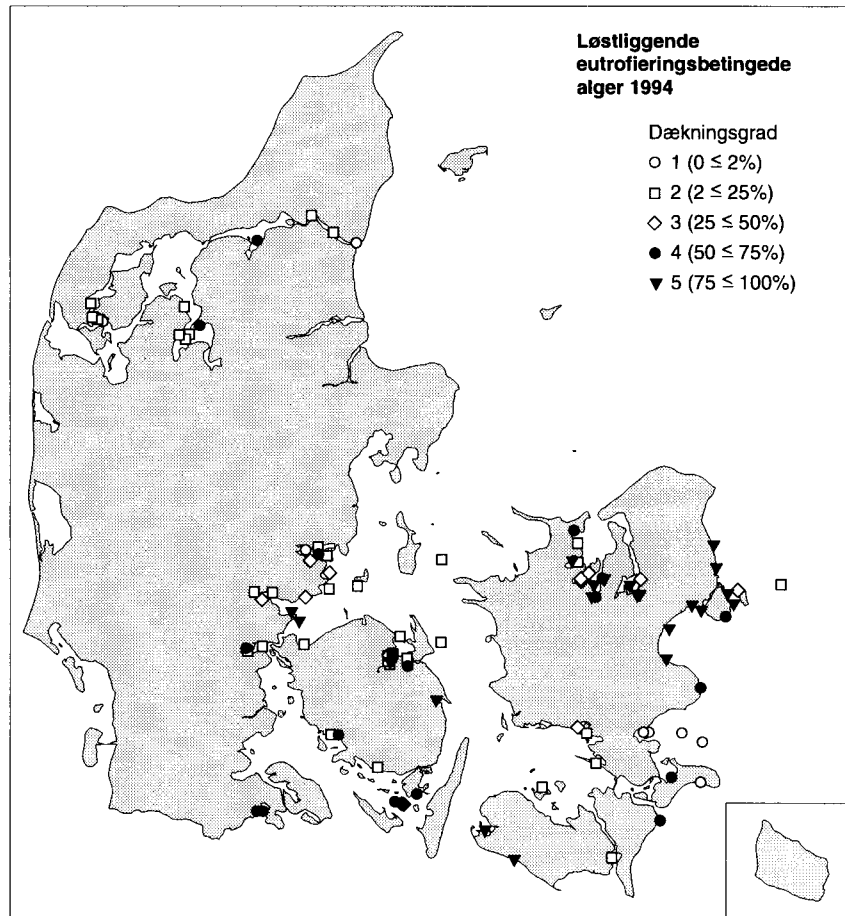 Løstliggende
eutrofieringsbetingede
alger 1994
Dækningsgrad
1 (0 ≤ 2%)
2 (2 ≤ 25%)
3 (25 ≤ 50%)
4 (50 ≤ 75%)
5 (75 ≤ 100%)